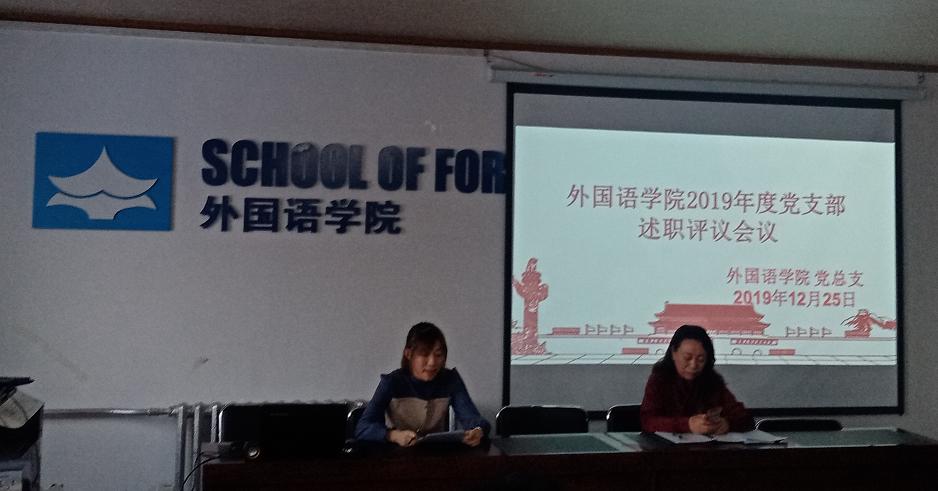 SCHOOL OF FOR
外国语学院
外国语学院2019年度党支部
述职评议会议
外国语学院 党总支
2019年12月25日